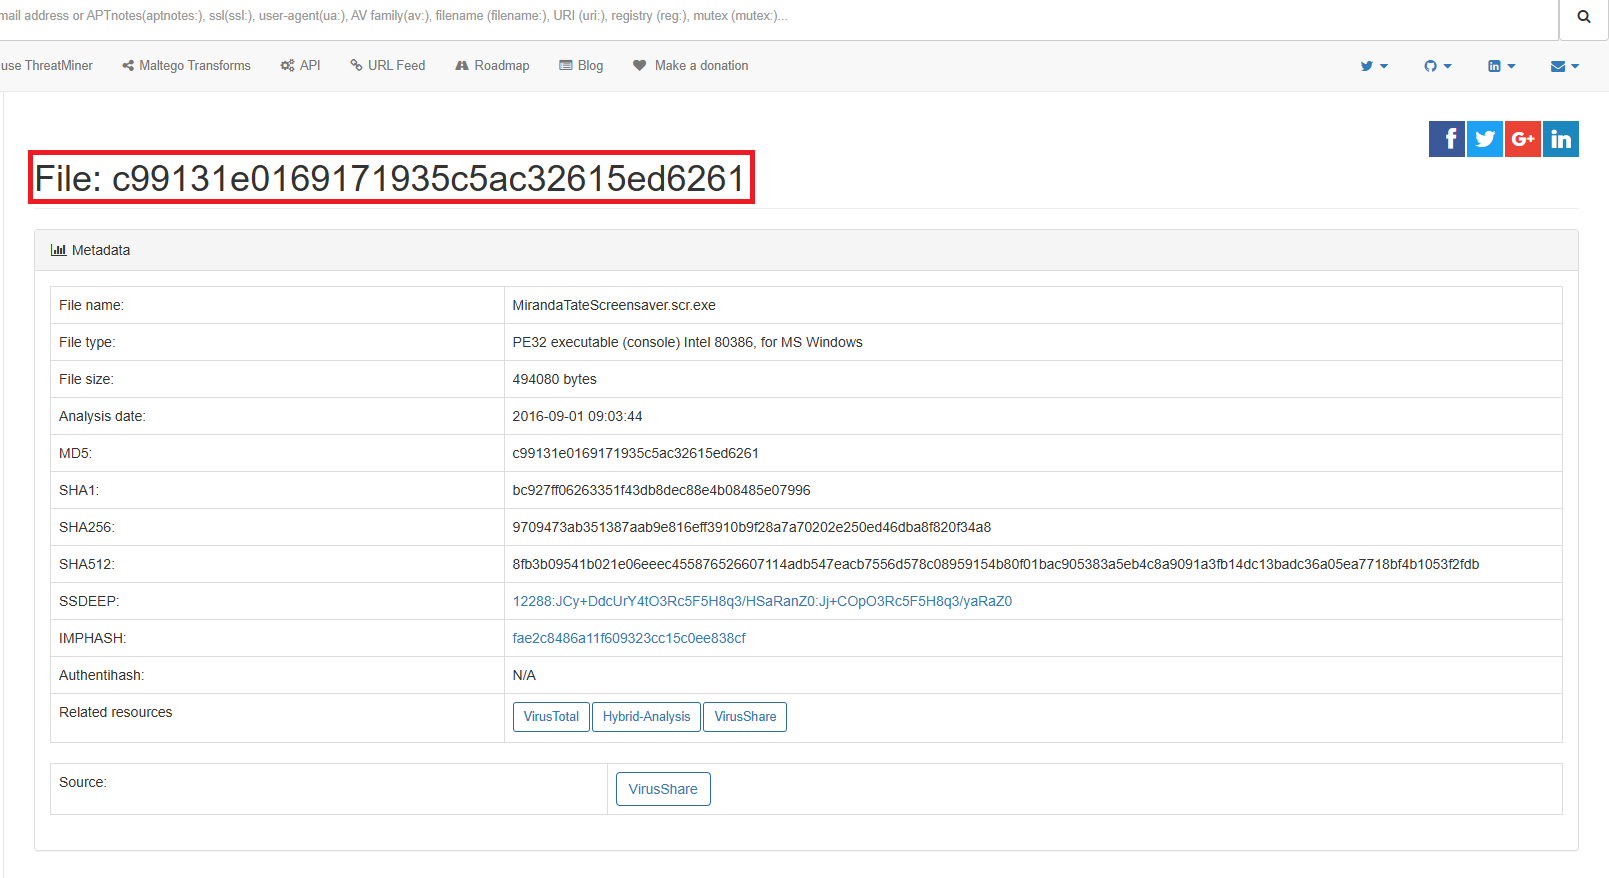 mail address or APTnotes(aptnotes:), ssl(ssl:), user-agent(ua:), AV family(av:), filename (filename:), URI (uri:), registry (reg:), mutex (mutex:)...
use ThreatMiner Maltego Transforms API URL Feed Roadmap Blog Make a donation
File: c99131e0169171935c5ac32615ed6261
Metadata
File name: MirandaTateScreensaver.scr.exe
File type: PE32 executable (console) Intel 80386, for MS Windows
File size: 494080 bytes
Analysis date: 2016-09-01 09:03:44
MD5: c99131e0169171935c5ac32615ed6261
SHA1: bc927ff06263351f43db8dec88e4b08485e07996
SHA256: 9709473ab351387aab9e816eff3910b9f28a7a70202e250ed46dba8f820f34a8
SHA512: 8fb3b09541b021e06eeec455876526607114adb547eacb7556d578c08959154b80f01bac905383a5eb4c8a9091a3fb14dc13badc36a05ea7718bf4b1053f2fdb
SSDEEP: 12288:JCy+DdcUrY4tO3Rc5F5H8q3/HSaRanZ0:Jj+COpO3Rc5F5H8q3/yaRaZ0
IMPHASH: fae2c8486a11f609323cc15c0ee838cf
Authentihash: N/A
Related resources VirusTotal Hybrid-Analysis VirusShare
Source: VirusShare